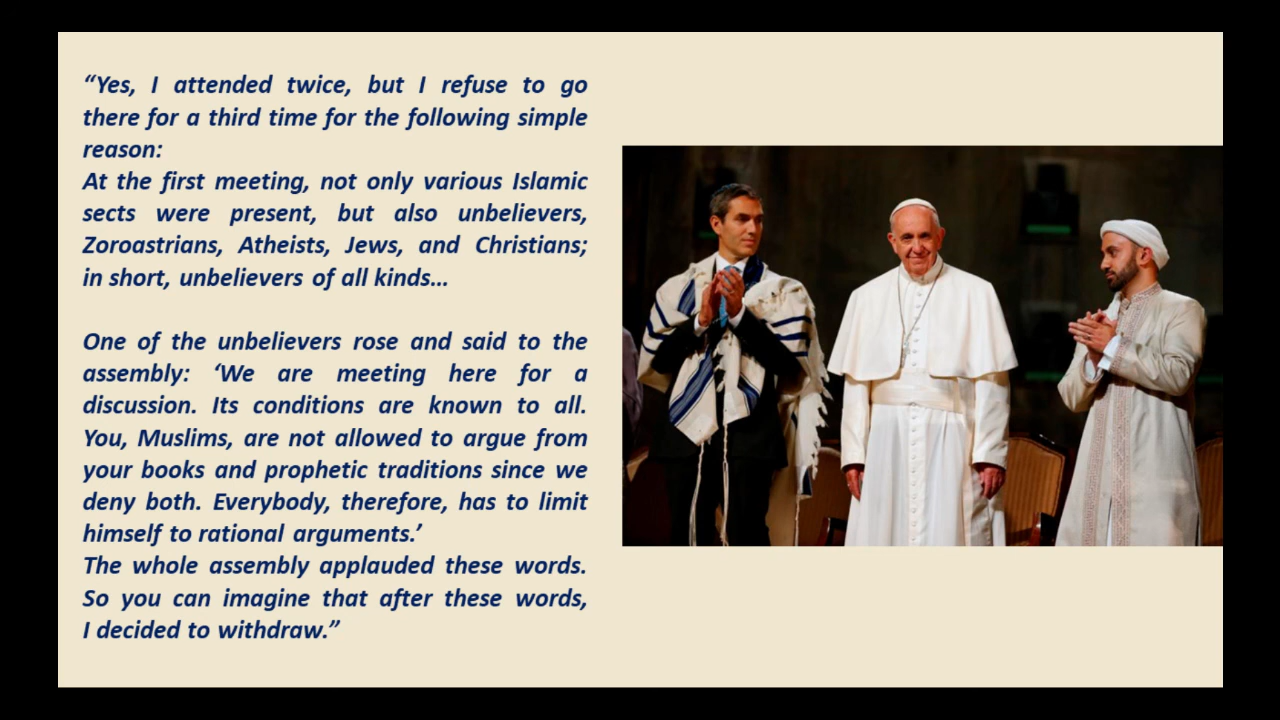 “Yes, I attended twice, but I refuse to go
there for a third time for the following simple
reason:
At the first meeting, not only various Islamic
sects were present, but also unbelievers,
Zoroastrians, Atheists, Jews, and Christians;
in short, unbelievers of all kinds…
One of the unbelievers rose and said to the
assembly: ‘We are meeting here for a
discussion. Its conditions are known to all.
You, Muslims, are not allowed to argue from
your books and prophetic traditions since we
deny both. Everybody, therefore, has to limit
himself to rational arguments.’
The whole assembly applauded these words.
So you can imagine that after these words,
I decided to withdraw.”